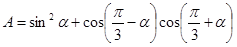 A = sin² α + cos(π/3 − α) cos(π/3 + α)